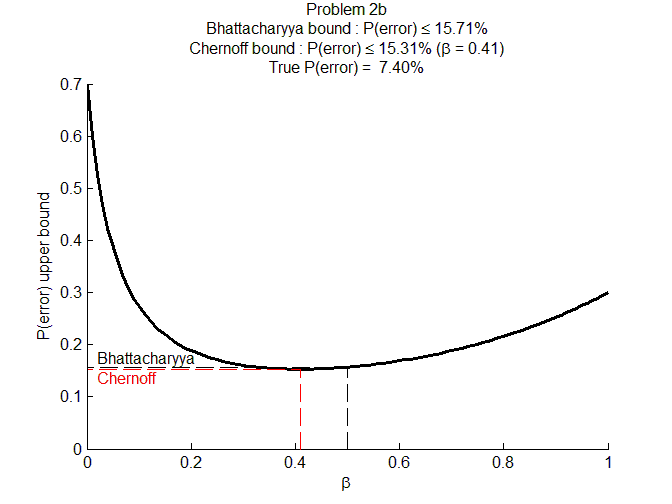 Problem 2b
Bhattacharyya bound : P(error) ≤ 15.71%
Chernoff bound : P(error) ≤ 15.31% (β = 0.41)
True P(error) = 7.40%
0.7
0.6
0.5
0.4
0.3
0.2
0.1
0
P(error) upper bound
Bhattacharyya
Chernoff
0
0.2
0.4
0.6
0.8
1
β